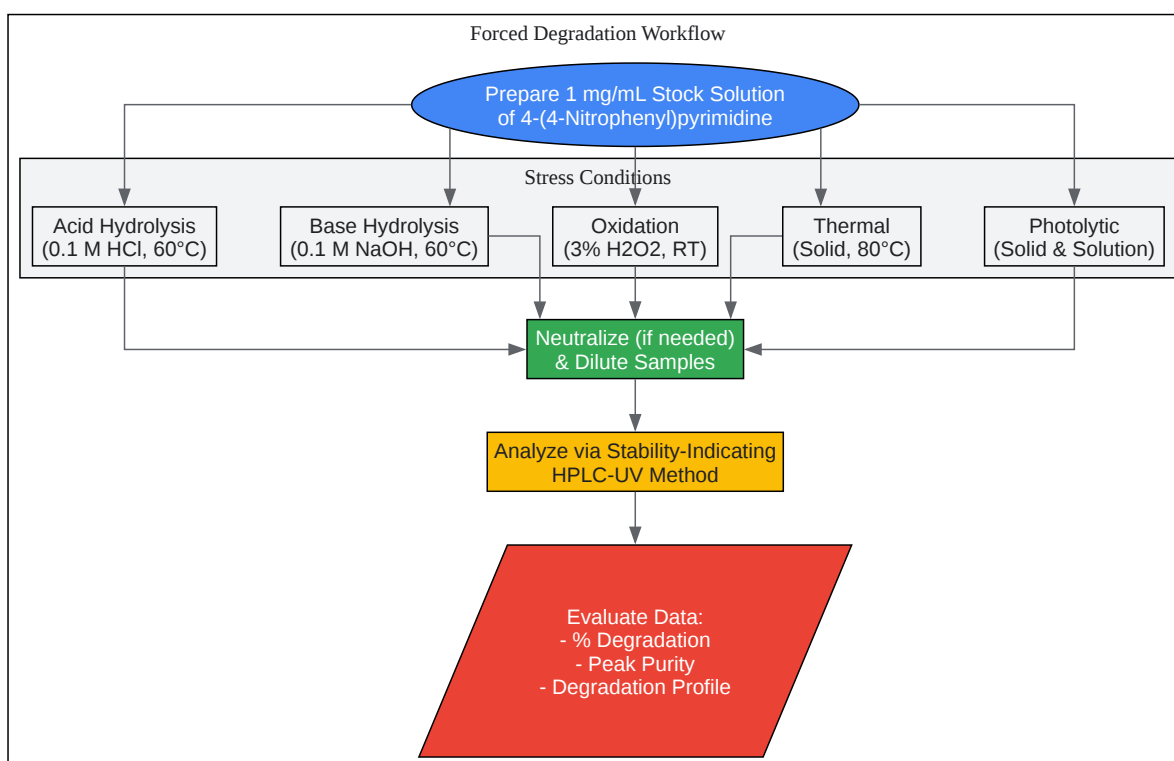 Forced Degradation Workflow
Prepare 1 mg/mL Stock Solution
of 4-(4-Nitrophenyl)pyrimidine
Stress Conditions
Acid Hydrolysis
(0.1 M HCl, 60°C)
Base Hydrolysis
(0.1 M NaOH, 60°C)
Oxidation
(3% H2O2, RT)
Thermal
(Solid, 80°C)
Photolytic
(Solid & Solution)
Neutralize (if needed)
& Dilute Samples
Analyze via Stability-Indicating
HPLC-UV Method
Evaluate Data:
- % Degradation
- Peak Purity
- Degradation Profile